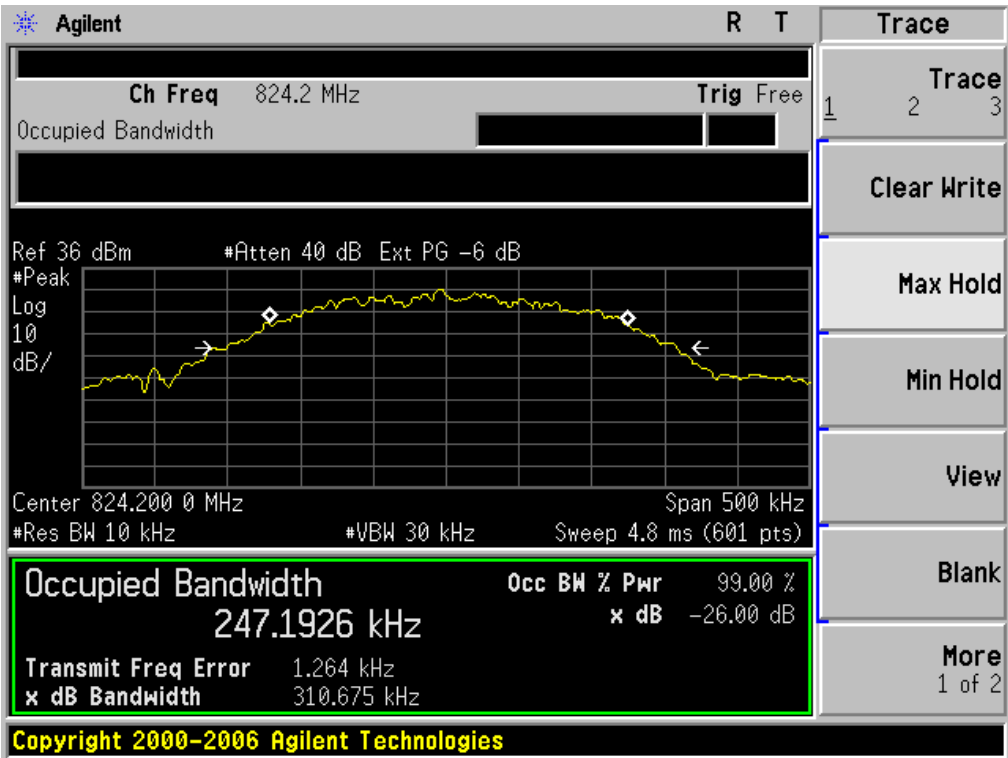 Agilent R T
Trace
Ch Freq 824.2 MHz Trig Free
Occupied Bandwidth
Trace
1 2 3
Clear Write
Ref 36 dBm #Atten 40 dB Ext PG -6 dB
#Peak
Log
10
dB/
Max Hold
Min Hold
View
Center 824.200 0 MHz Span 500 kHz
#Res BW 10 kHz #VBW 30 kHz Sweep 4.8 ms (601 pts)
Occupied Bandwidth
247.1926 kHz
Occ BW % Pwr 99.00 %
x dB -26.00 dB
Transmit Freq Error 1.264 kHz
x dB Bandwidth 310.675 kHz
Blank
More
1 of 2
Copyright 2000-2006 Agilent Technologies